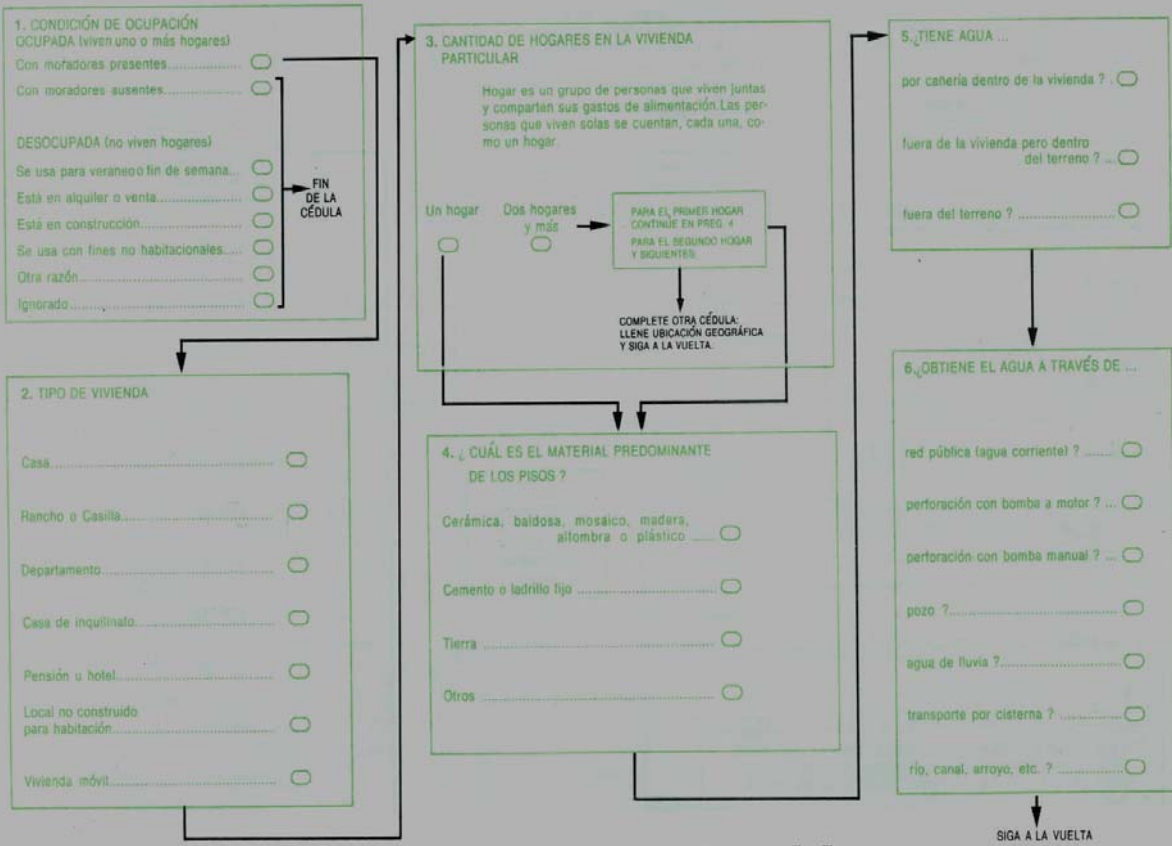 1. CONDICIÓN DE OCUPACIÓN
OCUPADA (viven uno o más hogares)
Con moradores presentes
Con moradores ausentes
DESOCUPADA (no viven hogares)
Se usa para veraneo o fin de semana...
Está en alquiler o venta
Está en construcción
Se usa con fines no habitacionales
Otra razón
Ignorado
FIN
DE LA
CÉDULA
2. TIPO DE VIVIENDA
Casa
Rancho o Casilla
Departamento
Casa de inquilinato
Pensión u hotel
Local no construido
para habitación
Vivienda móvil
3. CANTIDAD DE HOGARES EN LA VIVIENDA
PARTICULAR
Hogar es un grupo de personas que viven juntas
y comparten sus gastos de alimentación. Las per-
sonas que viven solas se cuentan, cada una, co-
mo un hogar.
Un hogar
Dos hogares
y más
PARA EL PRIMER HOGAR
CONTINÚE EN PREG. 4
PARA EL SEGUNDO HOGAR
Y SIGUIENTES:
COMPLETE OTRA CÉDULA:
LLENE UBICACIÓN GEOGRÁFICA
Y SIGA A LA VUELTA.
4. ¿ CUÁL ES EL MATERIAL PREDOMINANTE
DE LOS PISOS ?
Cerámica, baldosa, mosáico, madera,
alfombra o plástico
Cemento o ladrillo fijo
Tierra
Otros
5.¿TIENE AGUA ...
por cañería dentro de la vivienda ? .
fuera de la vivienda pero dentro
del terreno ? ...
fuera del terreno ?
6.¿OBTIENE EL AGUA A TRAVÉS DE ...
red pública (agua corriente) ?
perforación con bomba a motor ? ...
perforación con bomba manual ? ...
pozo ?
agua de lluvia ?
transporte por cisterna ?
río, canal, arroyo, etc. ?
SIGA A LA VUELTA